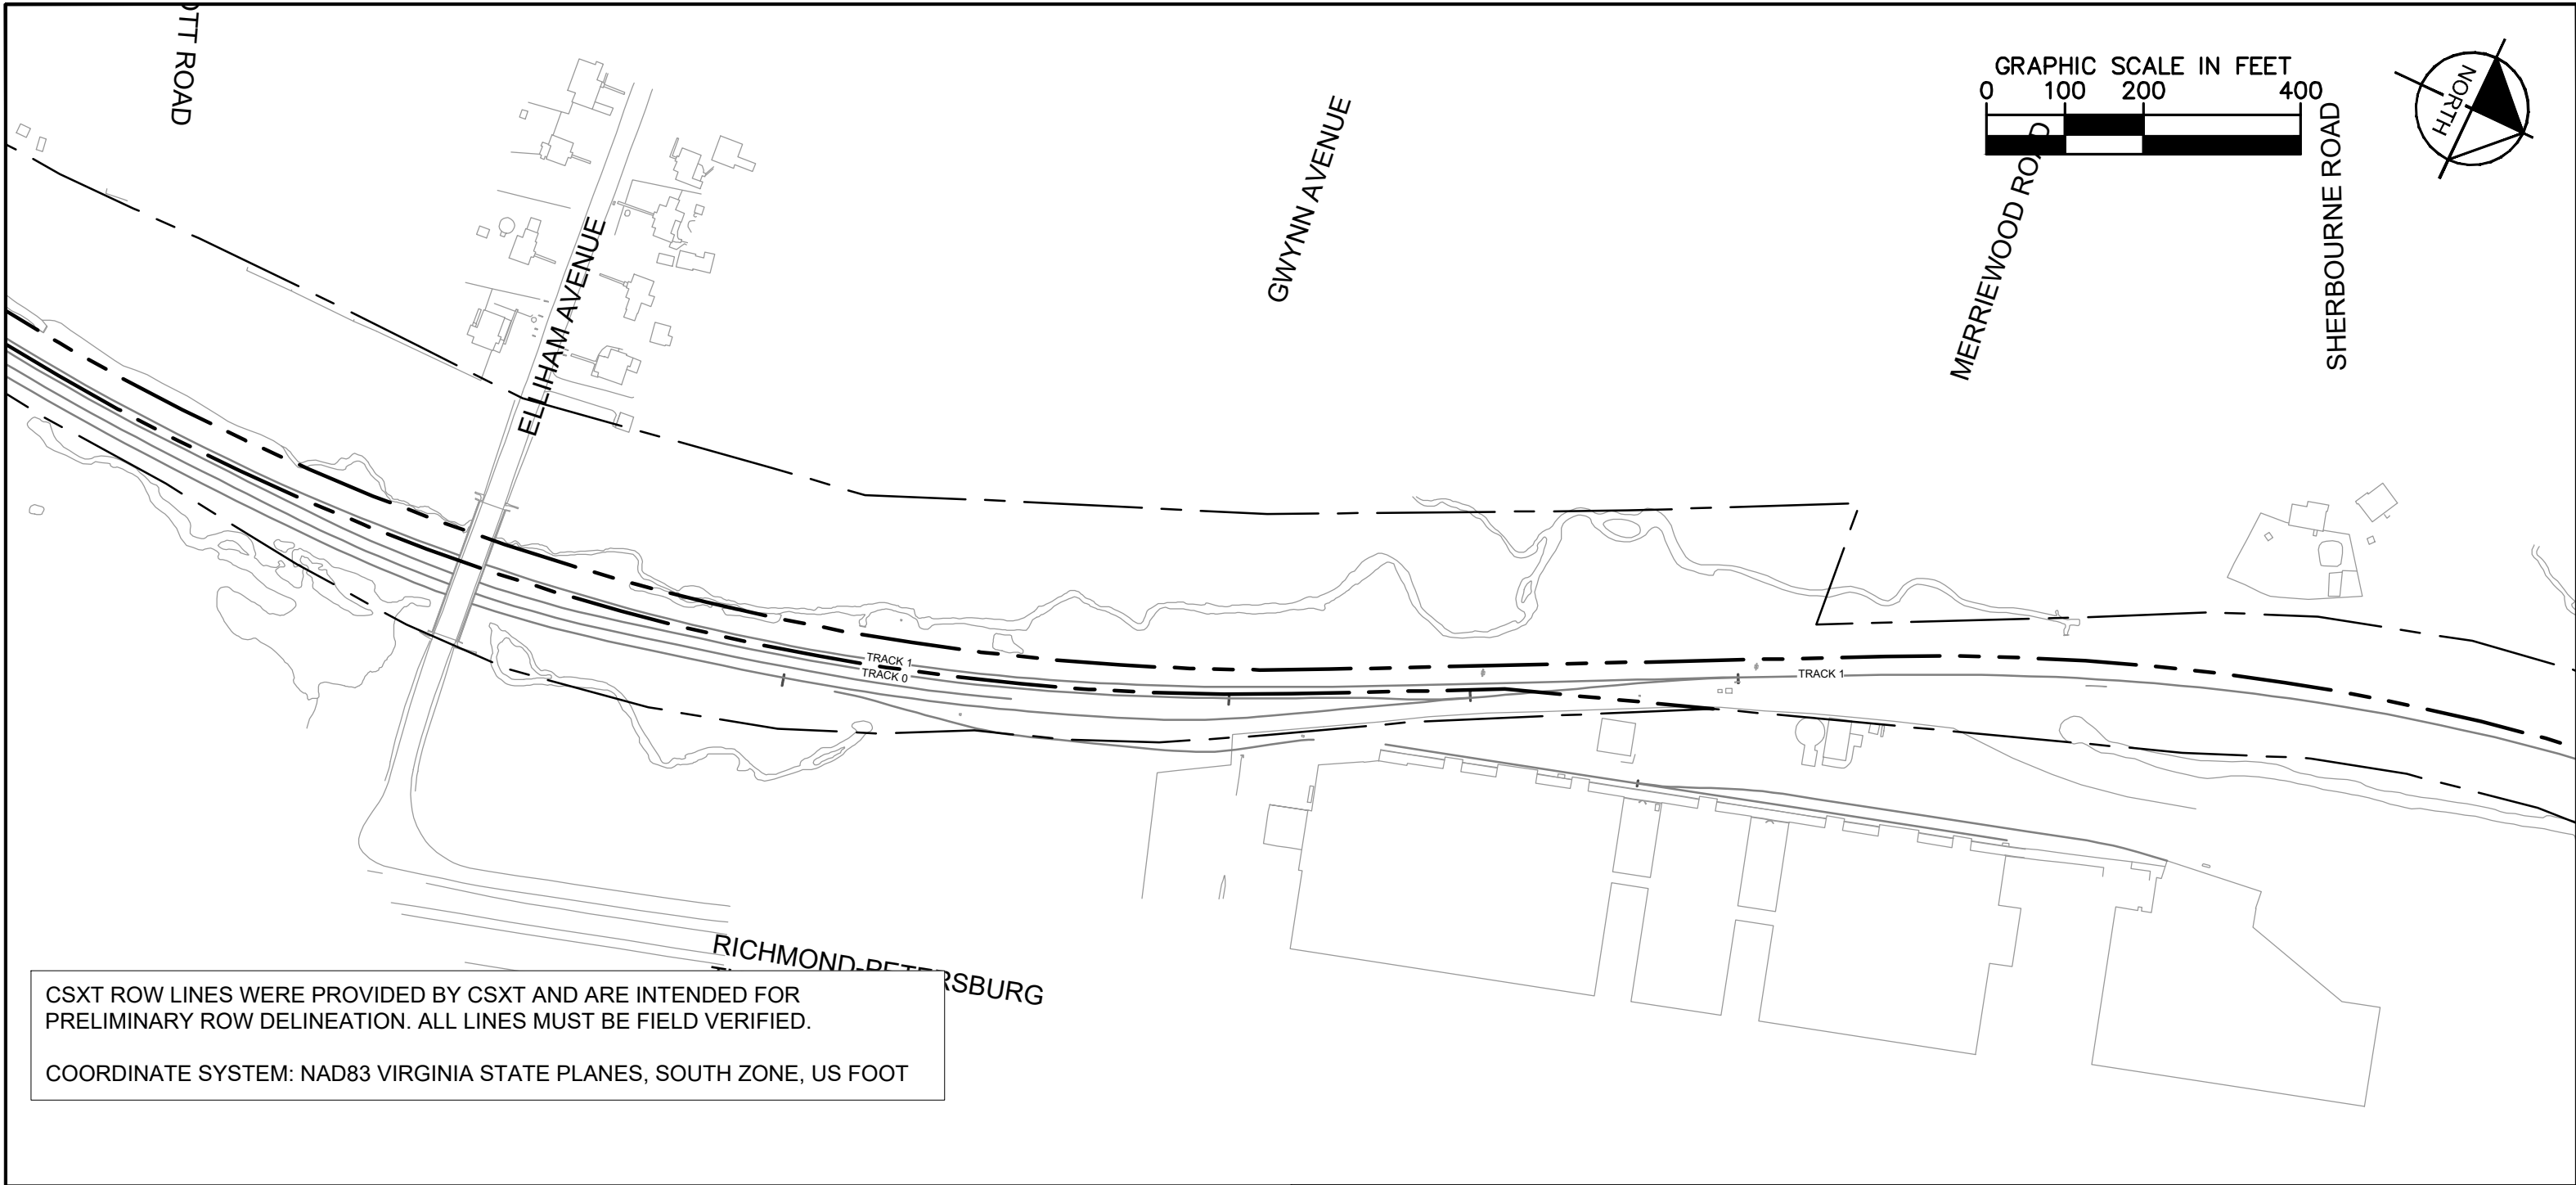 OTT ROAD
ELLIHAM AVENUE
GWYNN AVENUE
GRAPHIC SCALE IN FEET
0 100 200 400
MERRIEWOOD ROAD
SHERBOURNE ROAD
NORTH
TRACK 1
TRACK 0
TRACK 1
RICHMOND-PETERSBURG
CSXT ROW LINES WERE PROVIDED BY CSXT AND ARE INTENDED FOR
PRELIMINARY ROW DELINEATION. ALL LINES MUST BE FIELD VERIFIED.
COORDINATE SYSTEM: NAD83 VIRGINIA STATE PLANES, SOUTH ZONE, US FOOT